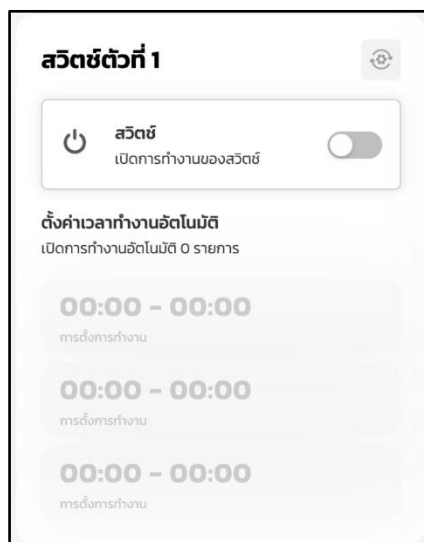 สวิตช์ตัวที่ 1
สวิตช์
เปิดการทำงานของสวิตช์
ตั้งค่าเวลาทำงานอัตโนมัติ
เปิดการทำงานอัตโนมัติ 0 รายการ
00:00 - 00:00
การตั้งการทำงาน
00:00 - 00:00
การตั้งการทำงาน
00:00 - 00:00
การตั้งการทำงาน